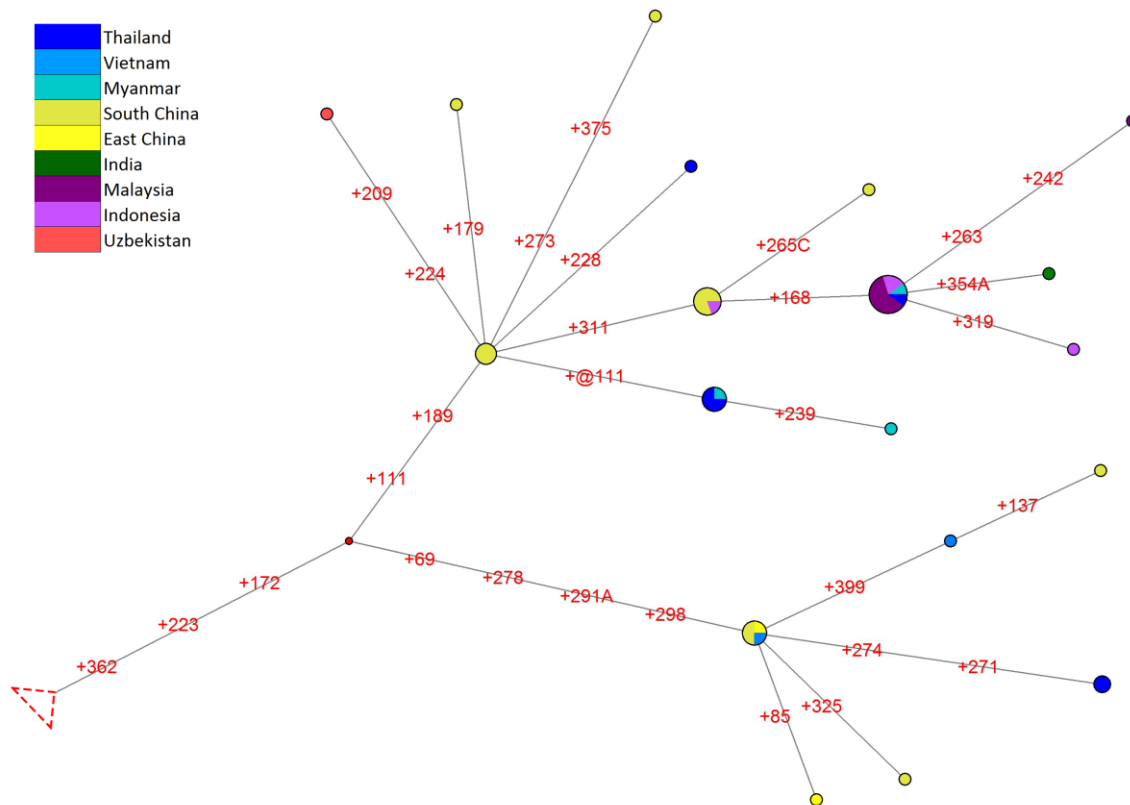 Thailand
Vietnam
Myanmar
South China
East China
India
Malaysia
Indonesia
Uzbekistan
+375
+242
+209
+179
+273
+228
+265C
+263
+224
+354A
+168
+319
+311
+@111
+189
+239
+111
+137
+69
+278
+172
+291A
+399
+298
+223
+274
+271
+362
+325
+85